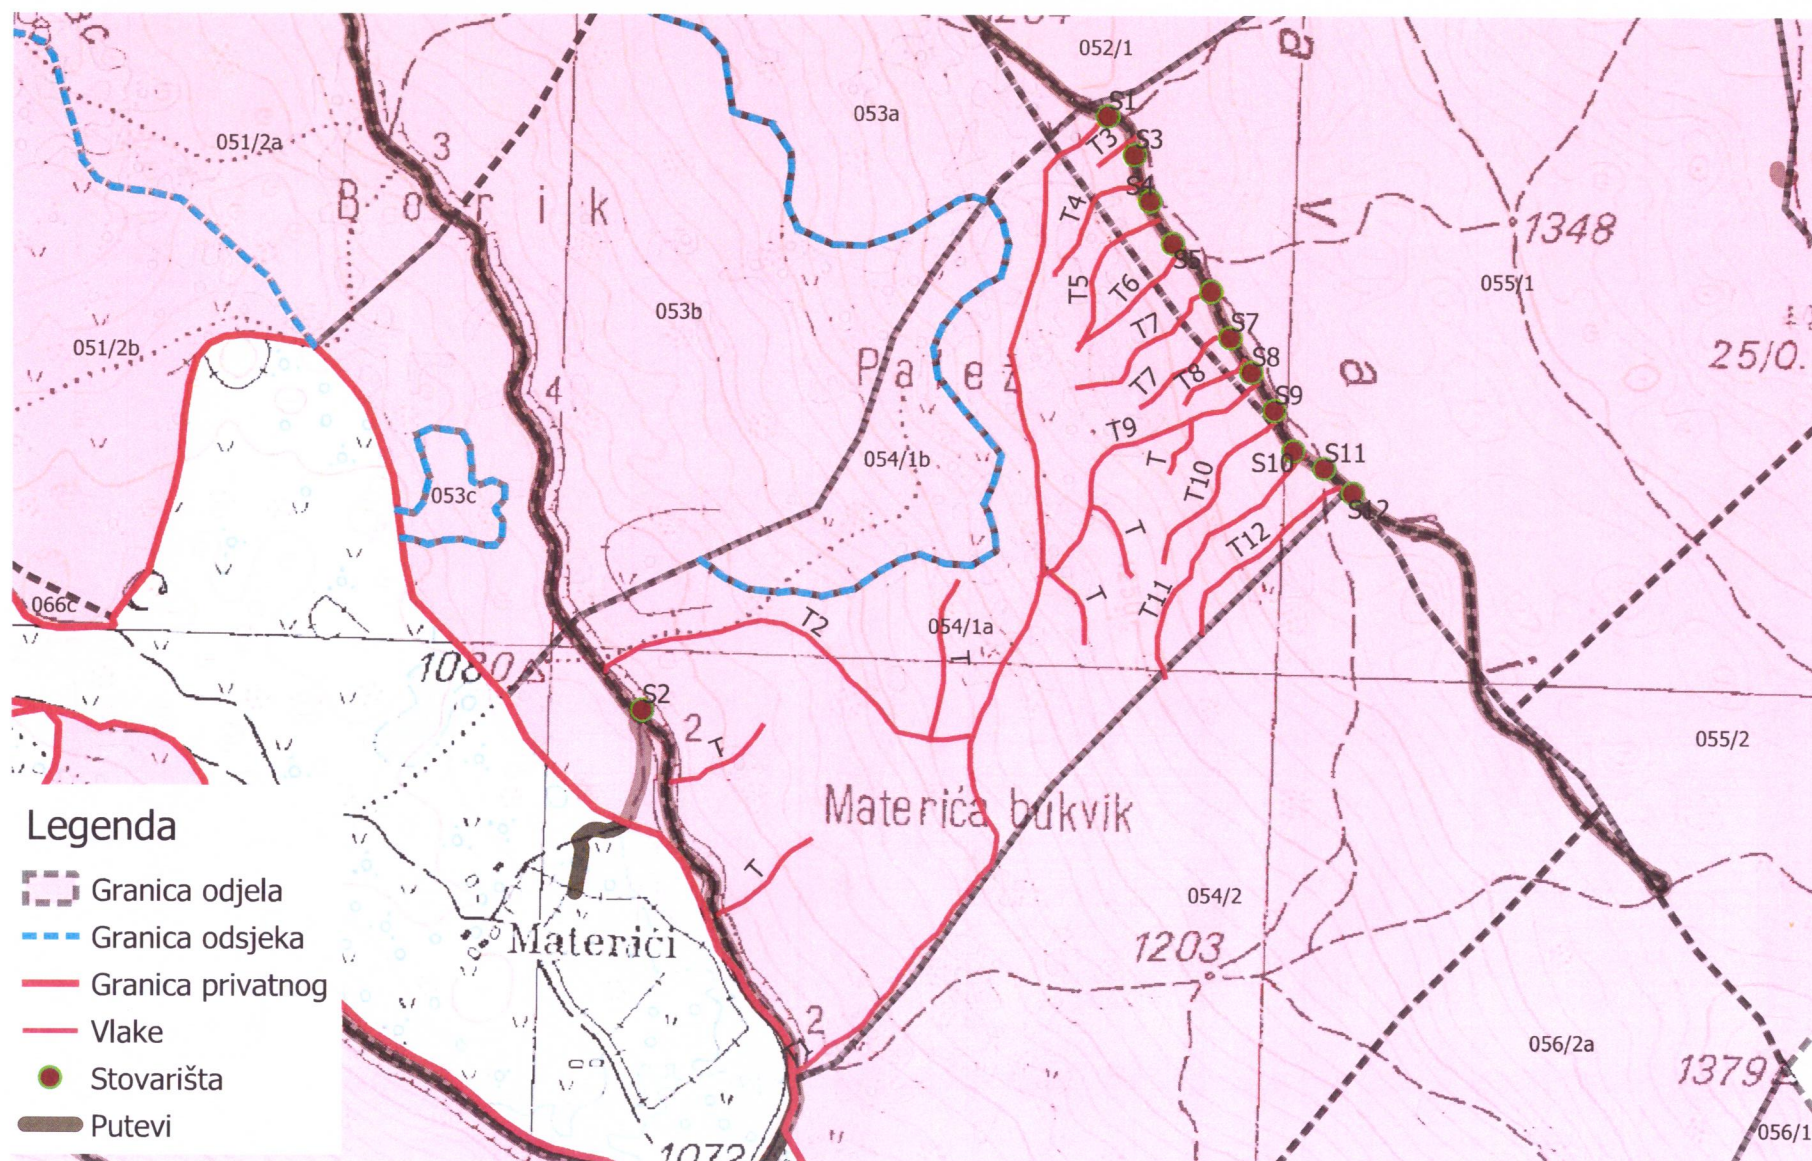 1204
052/1
a
S1
053a
051/2a
3
T3
S3
B o r i k
S4
T4
V
1348
S5
T5
T6
055/1
053b
T7
S7
051/2b
25/0.
P a l e ž
S8
a
T7
T8
4
S9
T9
T
054/1b
S10
S11
T10
053c
S12
T
T12
066c
T
T11
T2
054/1a
T
1080
S2
2
T
055/2
Materića bukvik
T
054/2
Materići
1203
2
056/2a
1379
1073
056/1
Legenda
Granica odjela
Granica odsjeka
Granica privatnog
Vlake
Stovarišta
Putevi